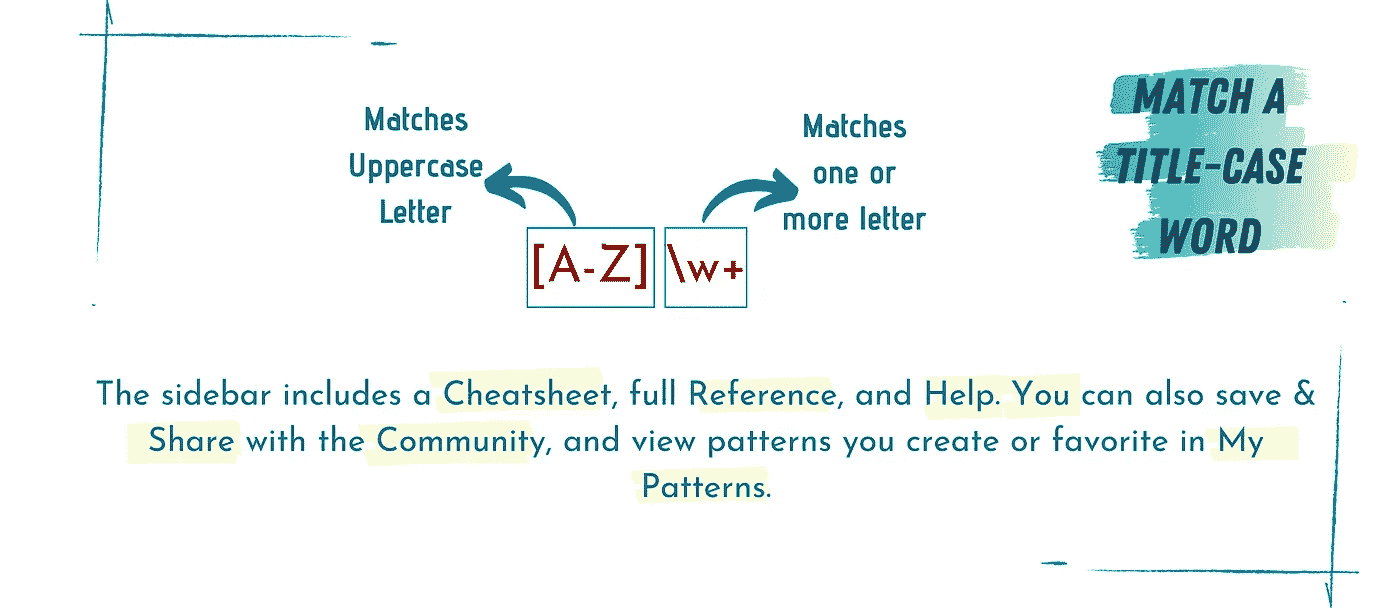 MATCH A
TITLE-CASE
WORD
Matches
Uppercase
Letter
Matches
one or
more letter
[A-Z] \w+
The sidebar includes a Cheatsheet, full Reference, and Help. You can also save &
Share with the Community, and view patterns you create or favorite in My
Patterns.